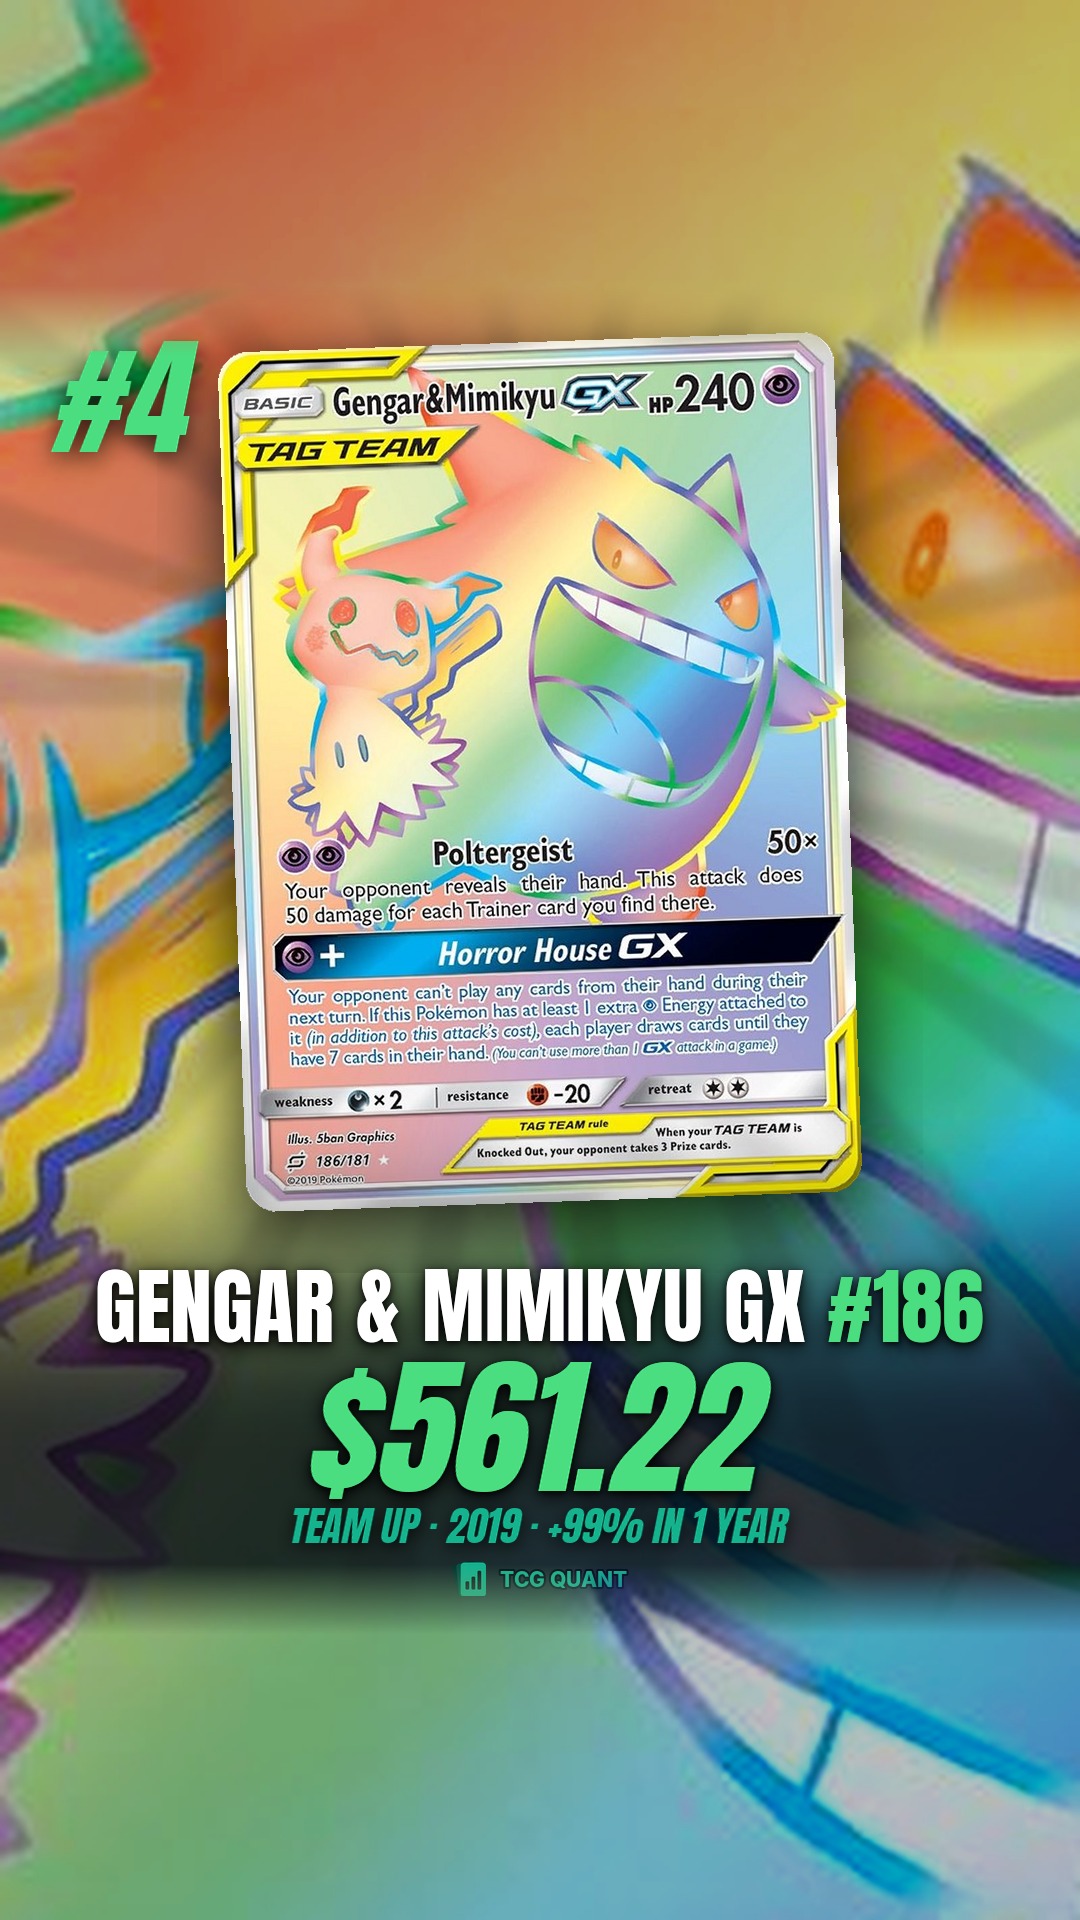 #4
BASIC Gengar&Mimikyu GX HP240
TAG TEAM
Poltergeist 50×
Your opponent reveals their hand. This attack does
50 damage for each Trainer card you find there.
+ Horror House GX
Your opponent can't play any cards from their hand during their
next turn. If this Pokémon has at least 1 extra Energy attached to
it (in addition to this attack's cost), each player draws cards until they
have 7 cards in their hand. (You can't use more than 1 GX attack in a game.)
weakness ×2 resistance -20 retreat
TAG TEAM rule When your TAG TEAM is
Knocked Out, your opponent takes 3 Prize cards.
Illus. 5ban Graphics
186/181
©2019 Pokémon
GENGAR & MIMIKYU GX #186
$561.22
TEAM UP · 2019 · +99% IN 1 YEAR
TCG QUANT